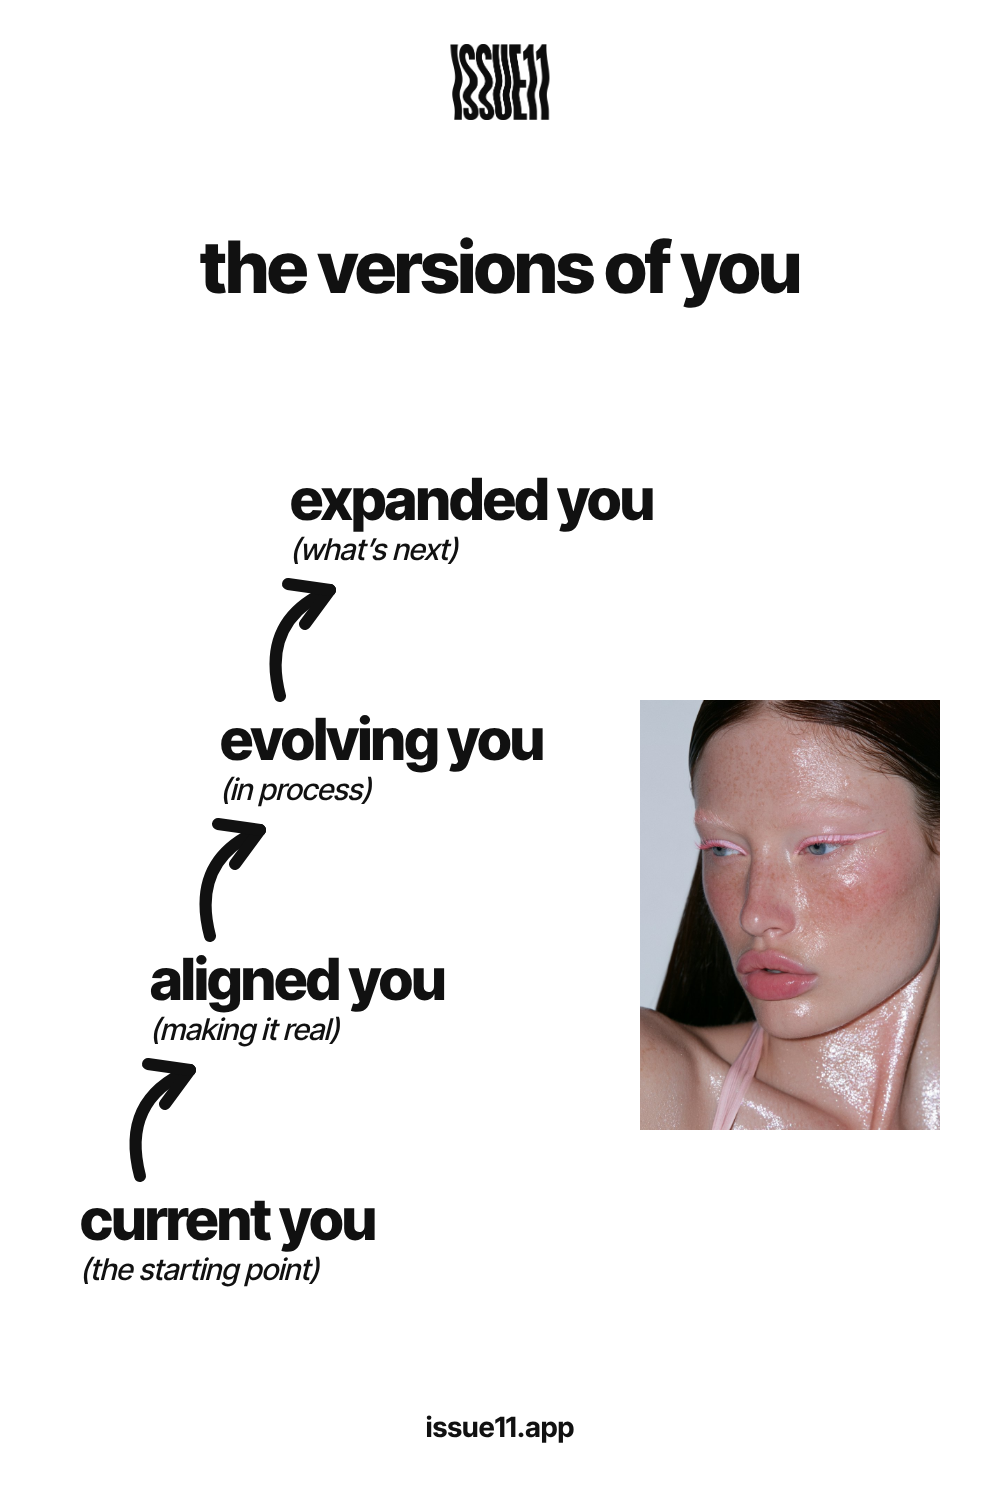 ISSUE11
the versions of you
expanded you
(what's next)
evolving you
(in process)
aligned you
(making it real)
current you
(the starting point)
issue11.app